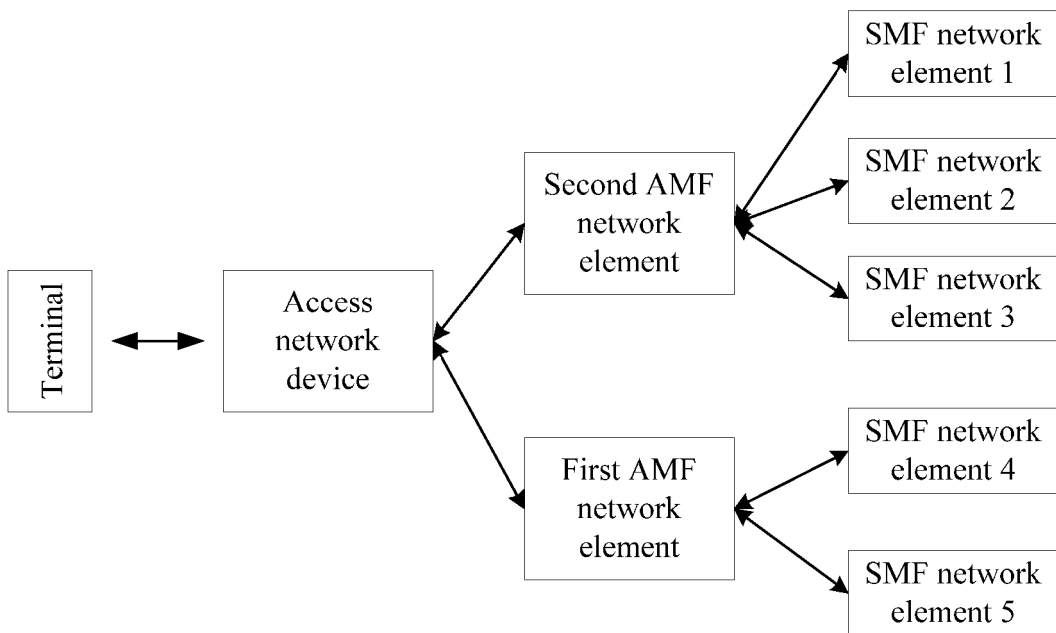 Terminal
Access
network
device
Second AMF
network
element
First AMF
network
element
SMF network
element 1
SMF network
element 2
SMF network
element 3
SMF network
element 4
SMF network
element 5